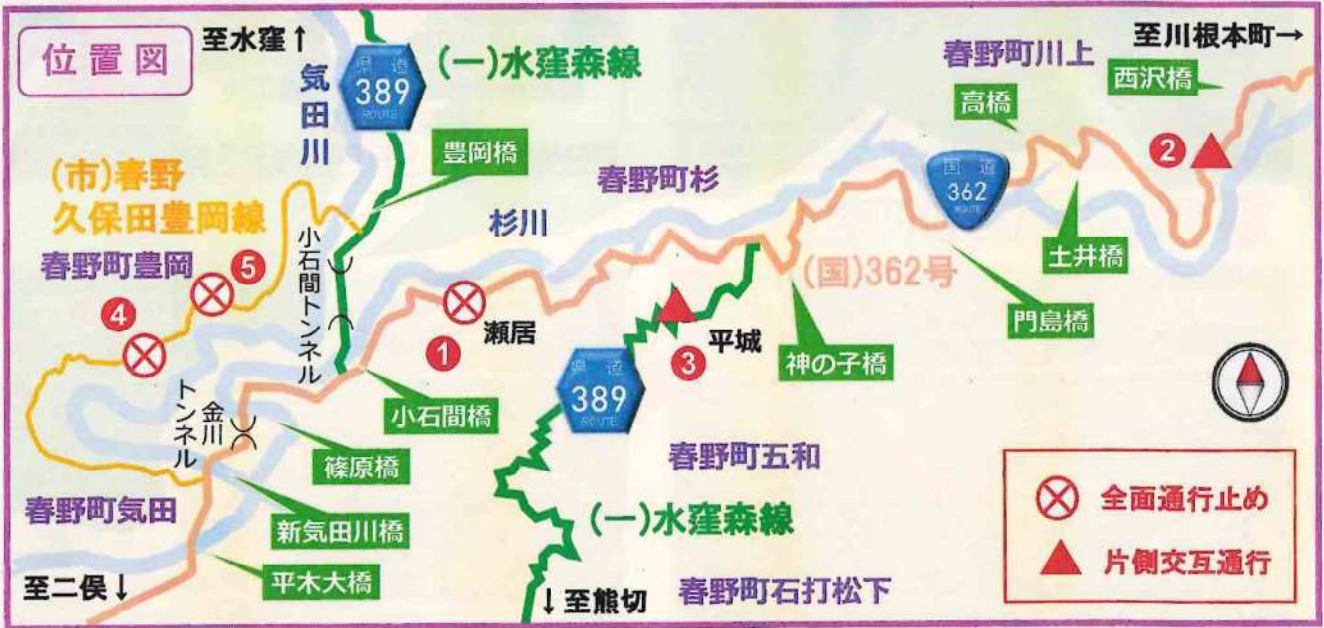 位置図
至水窪↑
気田川
県道
389
ROUTE
(一)水窪森線
豊岡橋
春野町川上
至川根本町→
西沢橋
高橋
②
(市)春野
久保田豊岡線
春野町豊岡
⑤
④
小石間トンネル
杉川
春野町杉
国道
362
ROUTE
土井橋
(国)362号
門島橋
①
瀬居
③
平城
神の子橋
県道
389
ROUTE
小石間橋
金川
トンネル
篠原橋
春野町五和
春野町気田
新気田川橋
(一)水窪森線
平木大橋
至二俣↓
↓至熊切
春野町石打松下
全面通行止め
片側交互通行